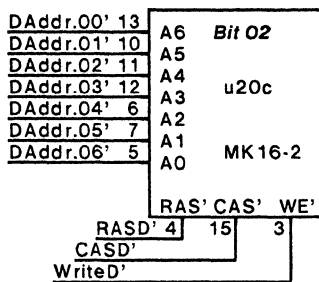 DAddr.00' 13 A6 Bit 02
DAddr.01' 10 A5
DAddr.02' 11 A4 u20c
DAddr.03' 12 A3
DAddr.04' 6 A2
DAddr.05' 7 A1 MK16-2
DAddr.06' 5 A0
RAS' CAS' WE'
RASD' 4 15 3
CASD'
WriteD'